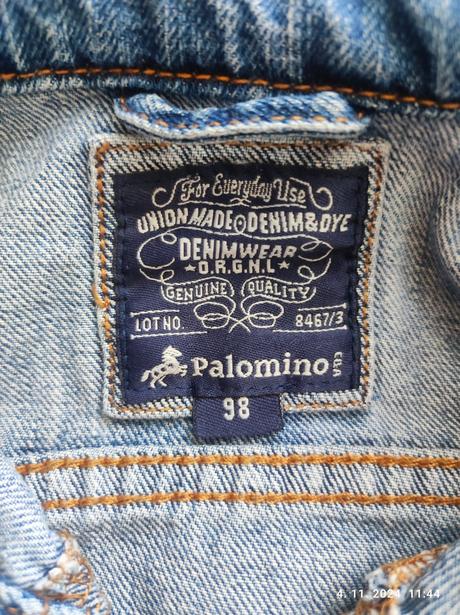 For Everyday Use
UNION MADE DENIM & DYE
DENIMWEAR
★ O.R.G.N.L ★
GENUINE QUALITY
LOT NO. 8467/3
Palomino C&A
98
4. 11. 2024 11:44